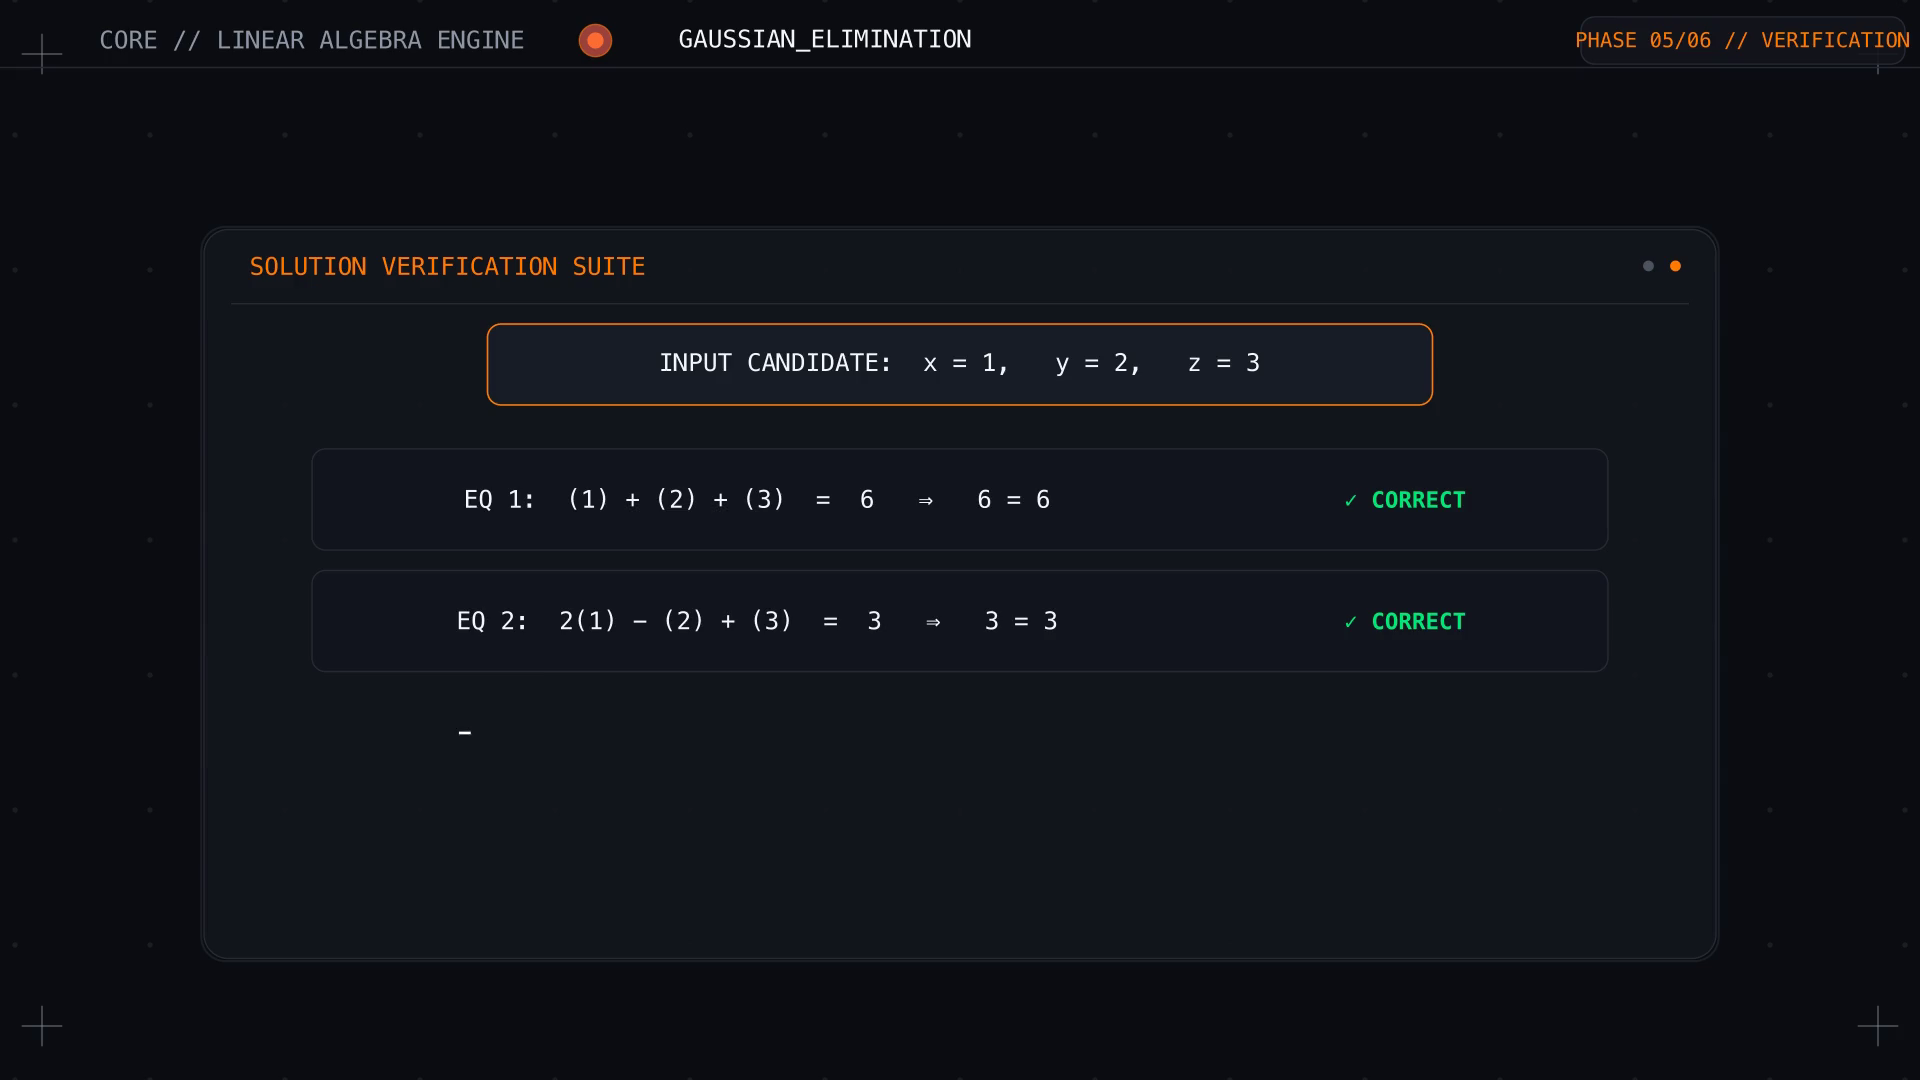 CORE // LINEAR ALGEBRA ENGINE
GAUSSIAN_ELIMINATION
PHASE 05/06 // VERIFICATION
SOLUTION VERIFICATION SUITE
INPUT CANDIDATE: x = 1, y = 2, z = 3
EQ 1: (1) + (2) + (3) = 6 ⇒ 6 = 6 ✓ CORRECT
EQ 2: 2(1) − (2) + (3) = 3 ⇒ 3 = 3 ✓ CORRECT